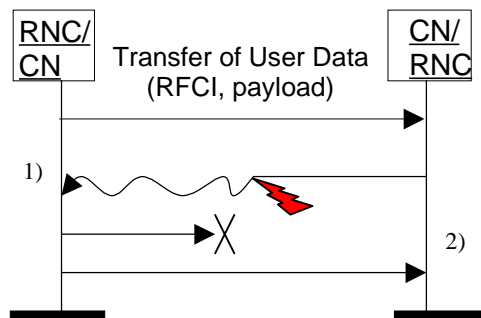 RNC/
CN
Transfer of User Data
(RFCI, payload)
CN/
RNC
1)
2)